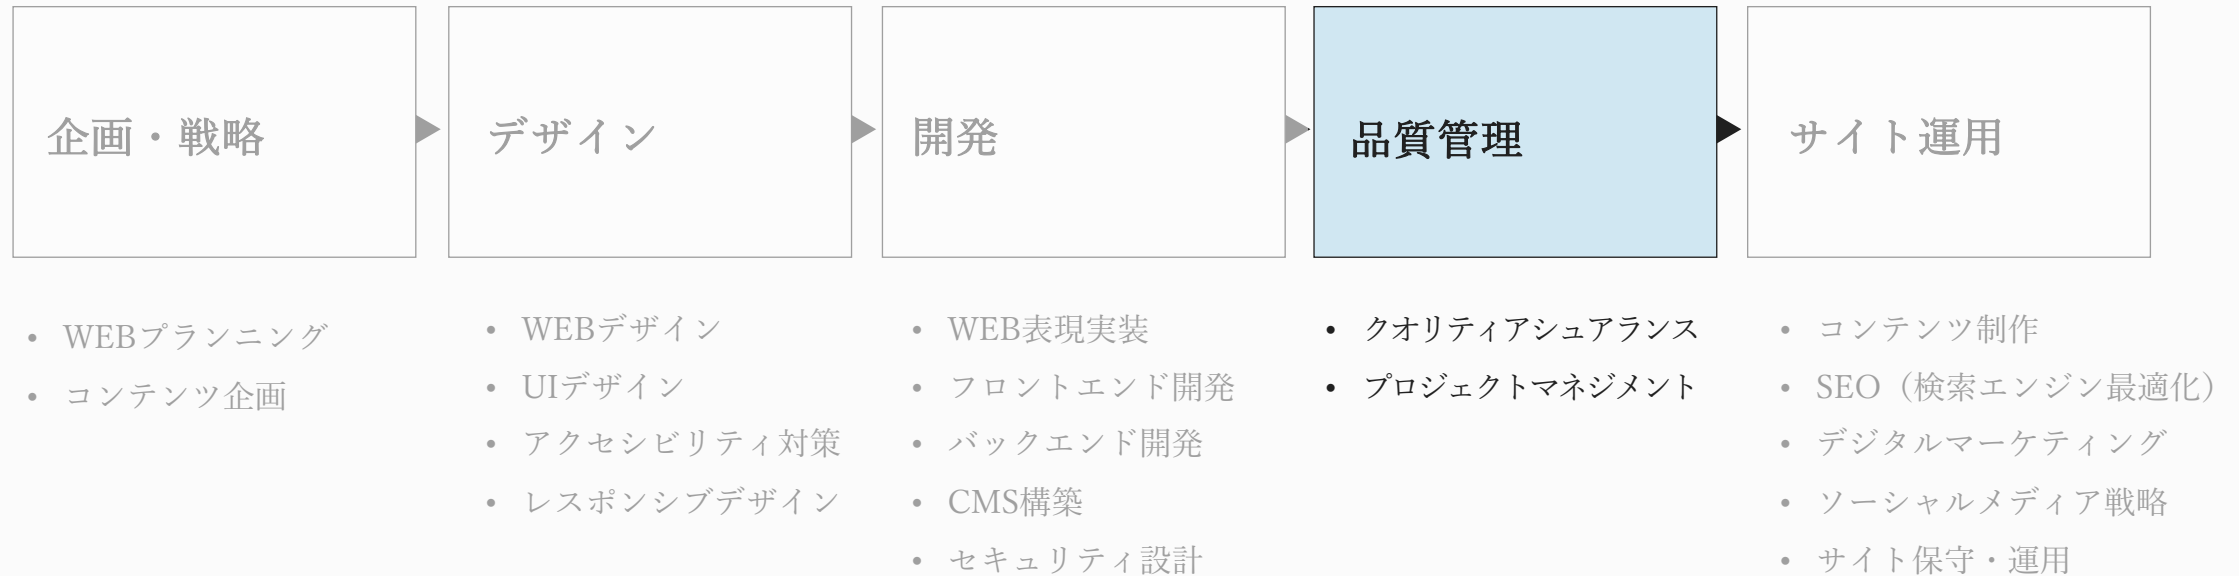 企画・戦略
デザイン
開発
品質管理
サイト運用
• WEBプランニング
• コンテンツ企画
• WEBデザイン
• UIデザイン
• アクセシビリティ対策
• レスポンシブデザイン
• WEB表現実装
• フロントエンド開発
• バックエンド開発
• CMS構築
• セキュリティ設計
• クオリティアシュアランス
• プロジェクトマネジメント
• コンテンツ制作
• SEO（検索エンジン最適化）
• デジタルマーケティング
• ソーシャルメディア戦略
• サイト保守・運用